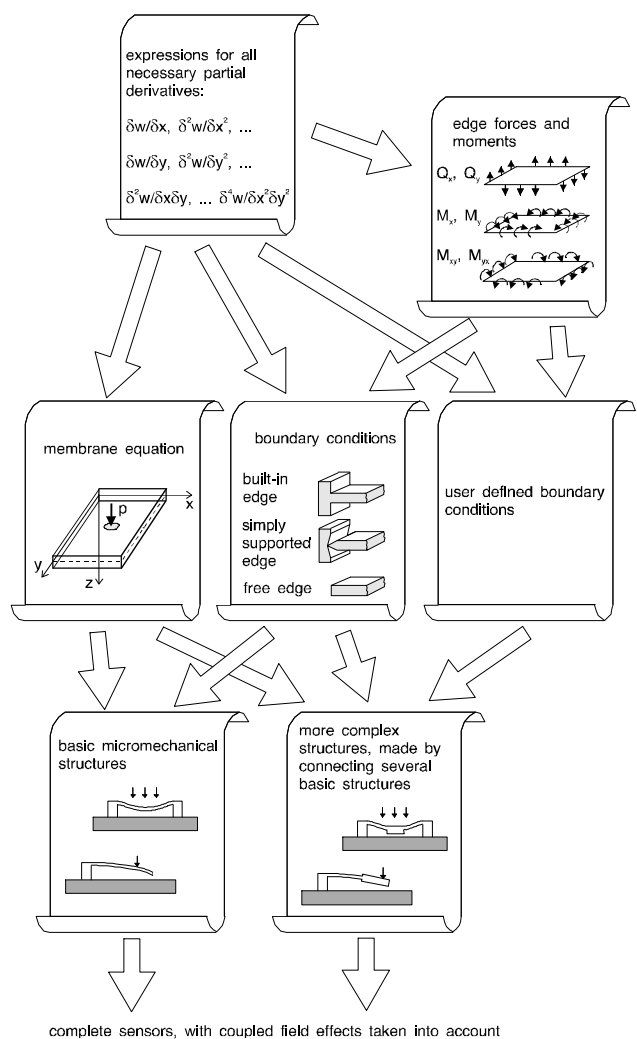 expressions for all
necessary partial
derivatives:
δw/δx, δ²w/δx², ...
δw/δy, δ²w/δy², ...
δ²w/δxδy, ... δ⁴w/δx²δy²
edge forces and
moments
Qx, Qy
Mx, My
Mxy, Myx
membrane equation
p
x
y
z
boundary conditions
built-in
edge
simply
supported
edge
free edge
user defined boundary
conditions
basic micromechanical
structures
more complex
structures, made by
connecting several
basic structures
complete sensors, with coupled field effects taken into account